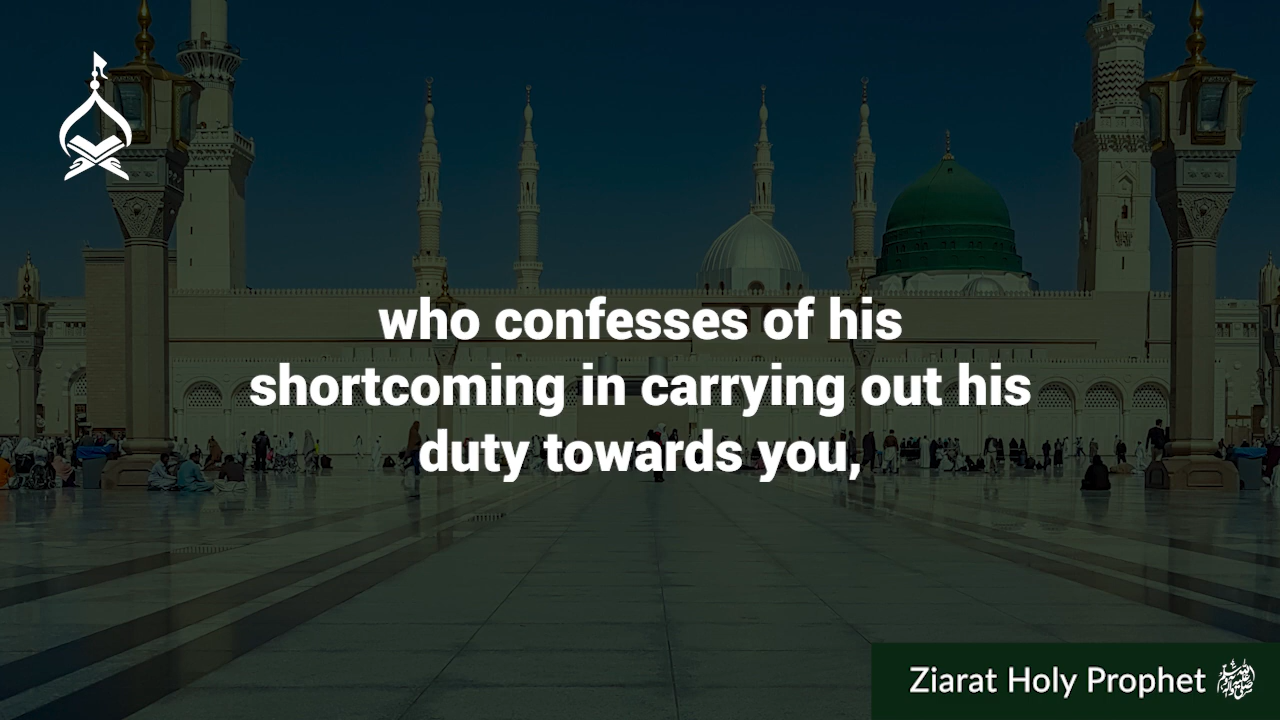 who confesses of his
shortcoming in carrying out his
duty towards you,
Ziarat Holy Prophet